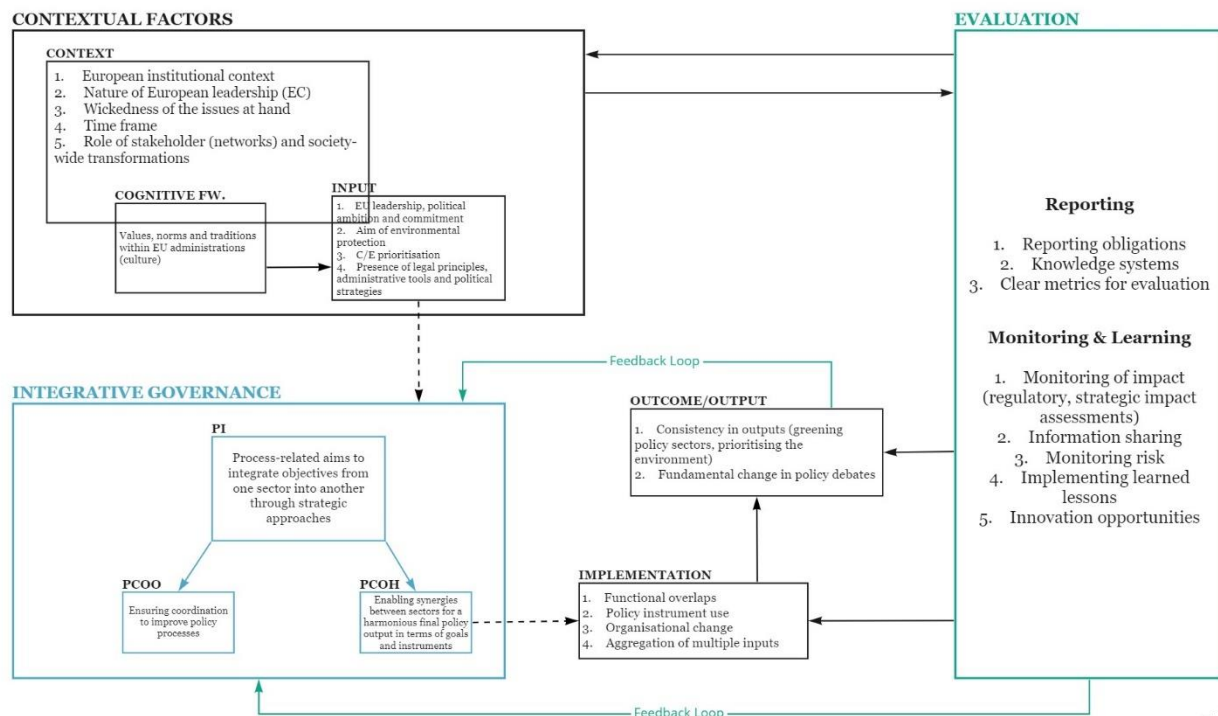 CONTEXTUAL FACTORS
CONTEXT
1. European institutional context
2. Nature of European leadership (EC)
3. Wickedness of the issues at hand
4. Time frame
5. Role of stakeholder (networks) and society-
wide transformations
COGNITIVE FW.
Values, norms and traditions
within EU administrations
(culture)
INPUT
1. EU leadership, political
ambition and commitment
2. Aim of environmental
protection
3. C/E prioritisation
4. Presence of legal principles,
administrative tools and political
strategies
EVALUATION
Reporting
1. Reporting obligations
2. Knowledge systems
3. Clear metrics for evaluation
Monitoring & Learning
1. Monitoring of impact
(regulatory, strategic impact
assessments)
2. Information sharing
3. Monitoring risk
4. Implementing learned
lessons
5. Innovation opportunities
Feedback Loop
INTEGRATIVE GOVERNANCE
PI
Process-related aims to
integrate objectives from
one sector into another
through strategic
approaches
PCOO
Ensuring coordination
to improve policy
processes
PCOH
Enabling synergies
between sectors for a
harmonious final policy
output in terms of goals
and instruments
OUTCOME/OUTPUT
1. Consistency in outputs (greening
policy sectors, prioritising the
environment)
2. Fundamental change in policy debates
IMPLEMENTATION
1. Functional overlaps
2. Policy instrument use
3. Organisational change
4. Aggregation of multiple inputs
Feedback Loop